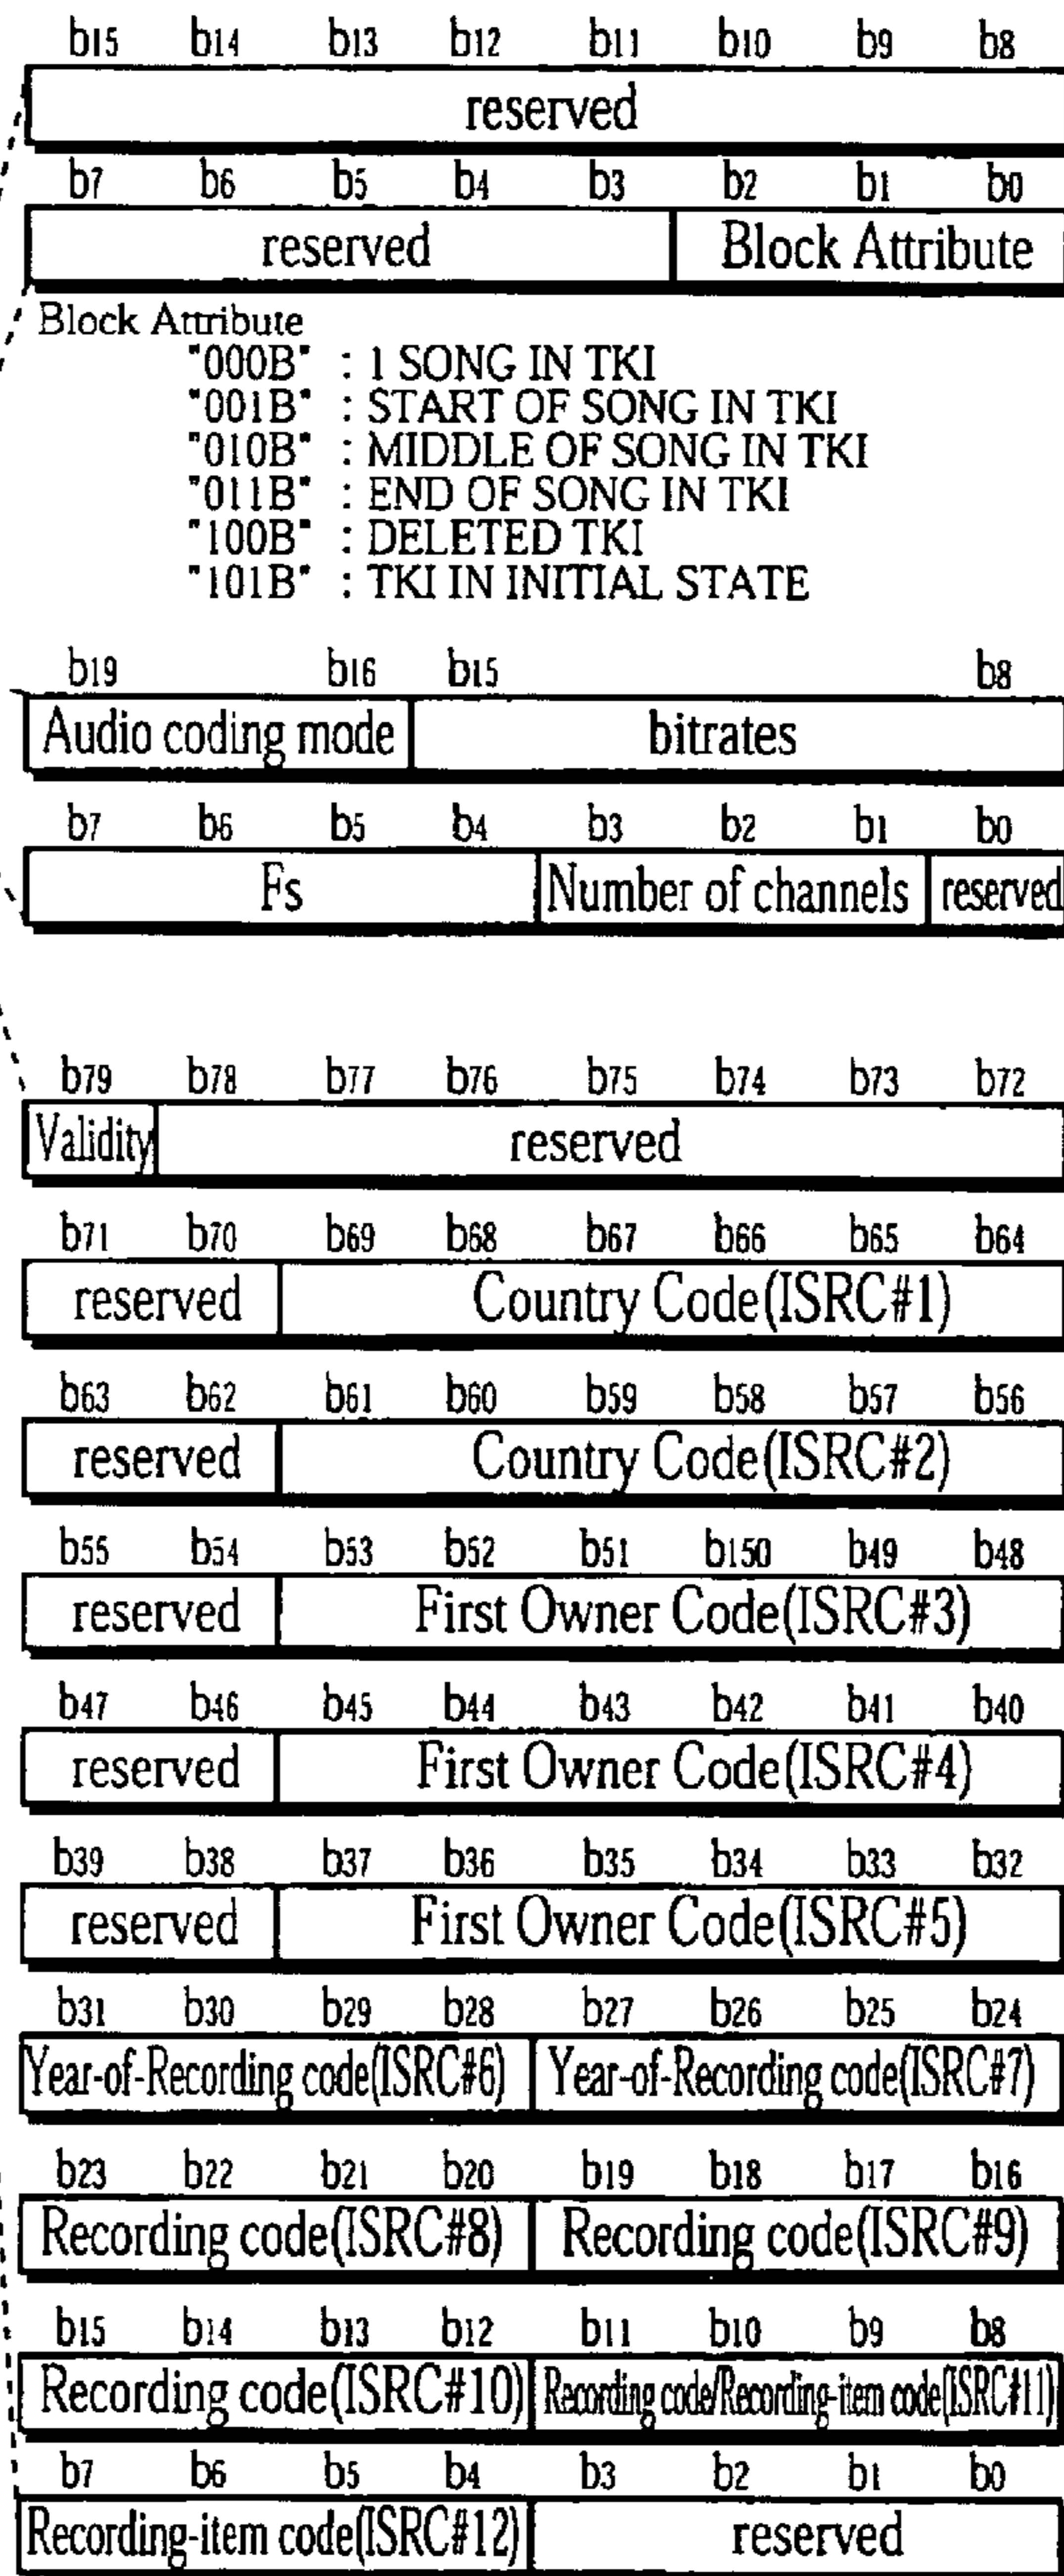 b15 b14 b13 b12 b11 b10 b9 b8
reserved
b7 b6 b5 b4 b3 b2 b1 b0
reserved Block Attribute
Block Attribute
"000B" : 1 SONG IN TKI
"001B" : START OF SONG IN TKI
"010B" : MIDDLE OF SONG IN TKI
"011B" : END OF SONG IN TKI
"100B" : DELETED TKI
"101B" : TKI IN INITIAL STATE
b19 b16 b15 b8
Audio coding mode bitrates
b7 b6 b5 b4 b3 b2 b1 b0
Fs Number of channels reserved
b79 b78 b77 b76 b75 b74 b73 b72
Validity reserved
b71 b70 b69 b68 b67 b66 b65 b64
reserved Country Code(ISRC#1)
b63 b62 b61 b60 b59 b58 b57 b56
reserved Country Code(ISRC#2)
b55 b54 b53 b52 b51 b150 b49 b48
reserved First Owner Code(ISRC#3)
b47 b46 b45 b44 b43 b42 b41 b40
reserved First Owner Code(ISRC#4)
b39 b38 b37 b36 b35 b34 b33 b32
reserved First Owner Code(ISRC#5)
b31 b30 b29 b28 b27 b26 b25 b24
Year-of-Recording code(ISRC#6) Year-of-Recording code(ISRC#7)
b23 b22 b21 b20 b19 b18 b17 b16
Recording code(ISRC#8) Recording code(ISRC#9)
b15 b14 b13 b12 b11 b10 b9 b8
Recording code(ISRC#10) Recording code/Recording-item code(ISRC#11)
b7 b6 b5 b4 b3 b2 b1 b0
Recording-item code(ISRC#12) reserved